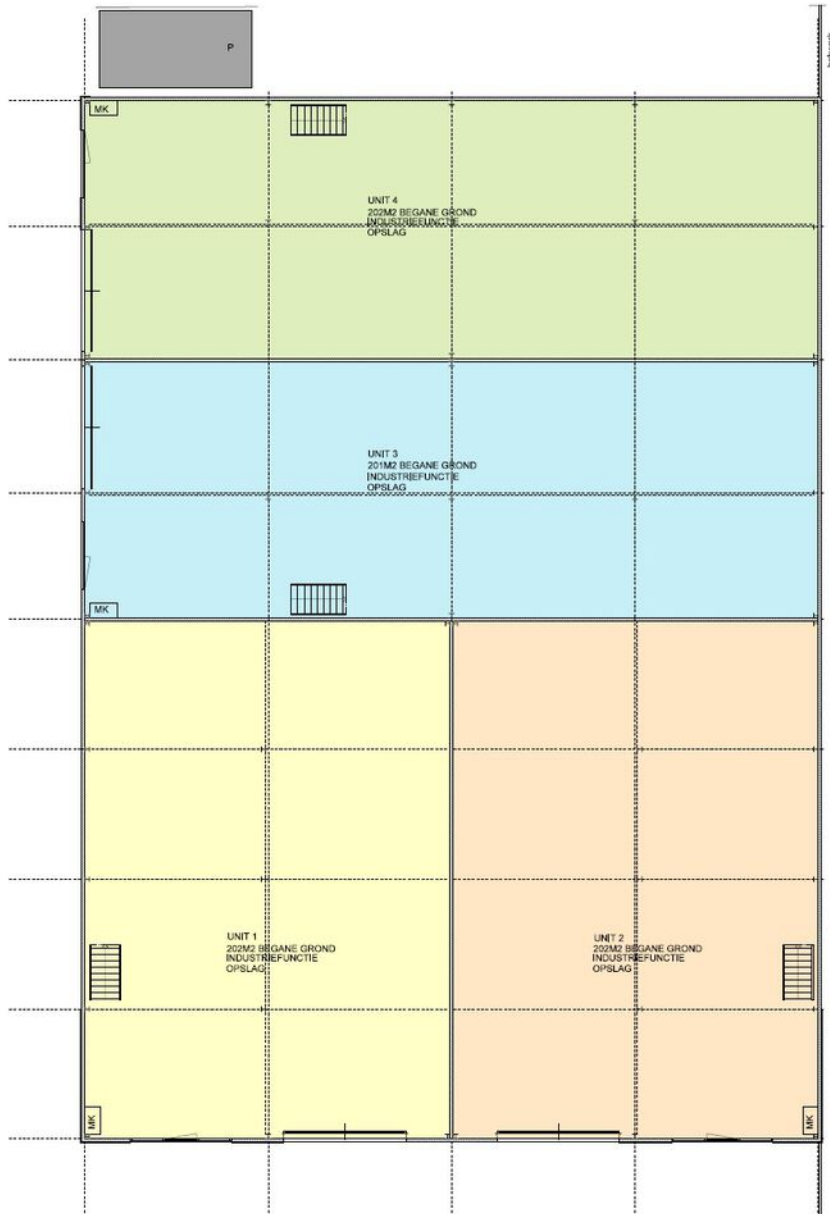 P
MK
UNIT 4
202M2 BEGANE GROND
INDUSTRIEFUNCTIE
OPSLAG
UNIT 3
201M2 BEGANE GROND
INDUSTRIEFUNCTIE
OPSLAG
MK
UNIT 1
202M2 BEGANE GROND
INDUSTRIEFUNCTIE
OPSLAG
UNIT 2
202M2 BEGANE GROND
INDUSTRIEFUNCTIE
OPSLAG
MK
MK